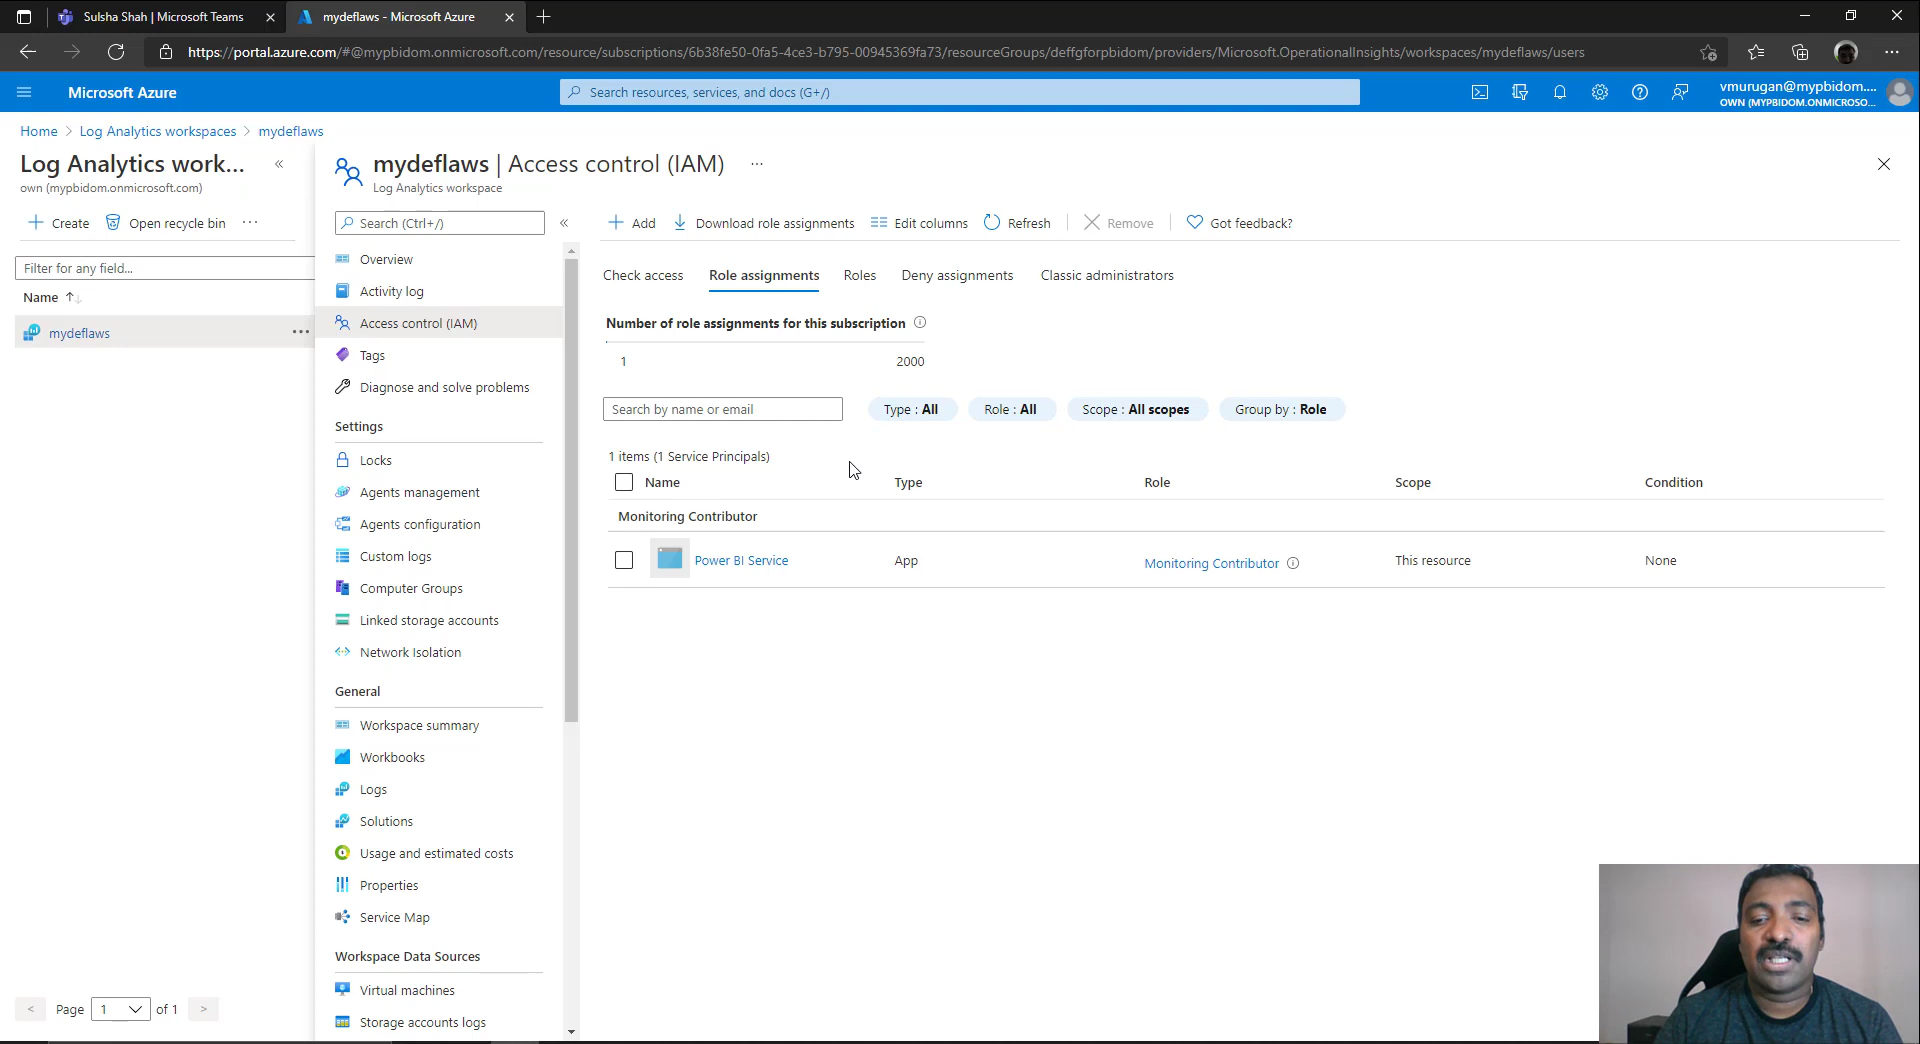 Sulsha Shah | Microsoft Teams
mydeflaws - Microsoft Azure
https://portal.azure.com/#@mypbidom.onmicrosoft.com/resource/subscriptions/6b38fe50-0fa5-4ce3-b795-00945369fa73/resourceGroups/deffgforpbidom/providers/Microsoft.OperationalInsights/workspaces/mydeflaws/users
Microsoft Azure
Search resources, services, and docs (G+/)
vmurugan@mypbidom....
OWN (MYPBIDOM.ONMICROSO...
Home > Log Analytics workspaces > mydeflaws
Log Analytics work... «
own (mypbidom.onmicrosoft.com)
+ Create Open recycle bin ...
Filter for any field...
Name ↑↓
mydeflaws ...
< Page 1 of 1 >
mydeflaws | Access control (IAM) ...
Log Analytics workspace
Search (Ctrl+/) «
Overview
Activity log
Access control (IAM)
Tags
Diagnose and solve problems
Settings
Locks
Agents management
Agents configuration
Custom logs
Computer Groups
Linked storage accounts
Network Isolation
General
Workspace summary
Workbooks
Logs
Solutions
Usage and estimated costs
Properties
Service Map
Workspace Data Sources
Virtual machines
Storage accounts logs
+ Add Download role assignments Edit columns Refresh Remove Got feedback?
Check access Role assignments Roles Deny assignments Classic administrators
Number of role assignments for this subscription
1 2000
Search by name or email Type : All Role : All Scope : All scopes Group by : Role
1 items (1 Service Principals)
Name Type Role Scope Condition
Monitoring Contributor
Power BI Service App Monitoring Contributor This resource None